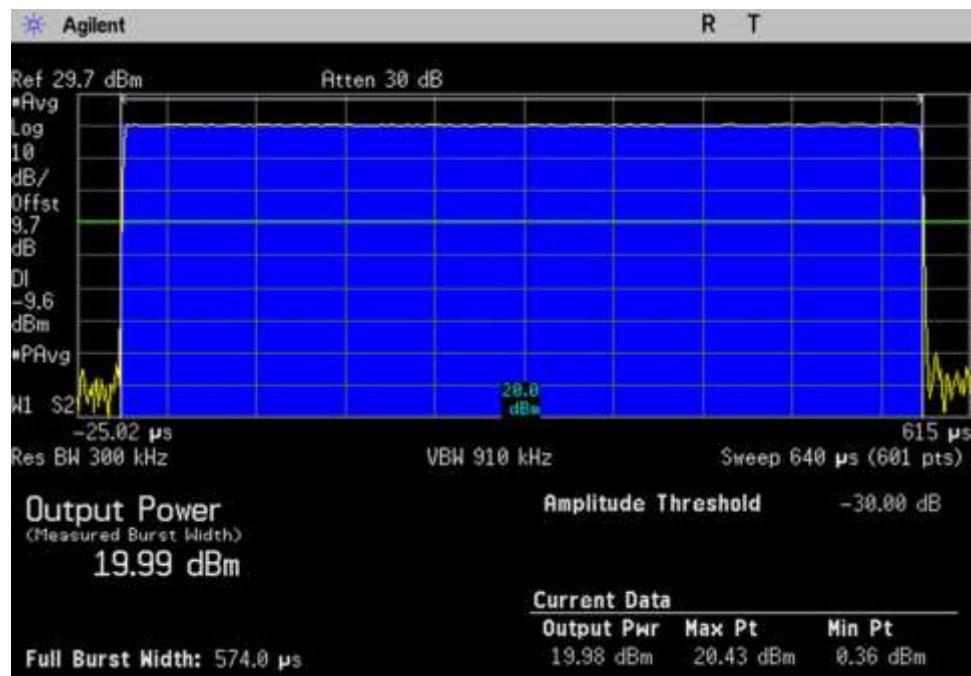 Agilent R T
Ref 29.7 dBm Atten 30 dB
#Avg
Log
10
dB/
Offst
9.7
dB
DI
-9.6
dBm
#PAvg
20.0
dBm
W1 S2
-25.02 µs 615 µs
Res BW 300 kHz VBW 910 kHz Sweep 640 µs (601 pts)
Output Power
(Measured Burst Width)
19.99 dBm
Amplitude Threshold -30.00 dB
Current Data
Output Pwr Max Pt Min Pt
19.98 dBm 20.43 dBm 0.36 dBm
Full Burst Width: 574.0 µs